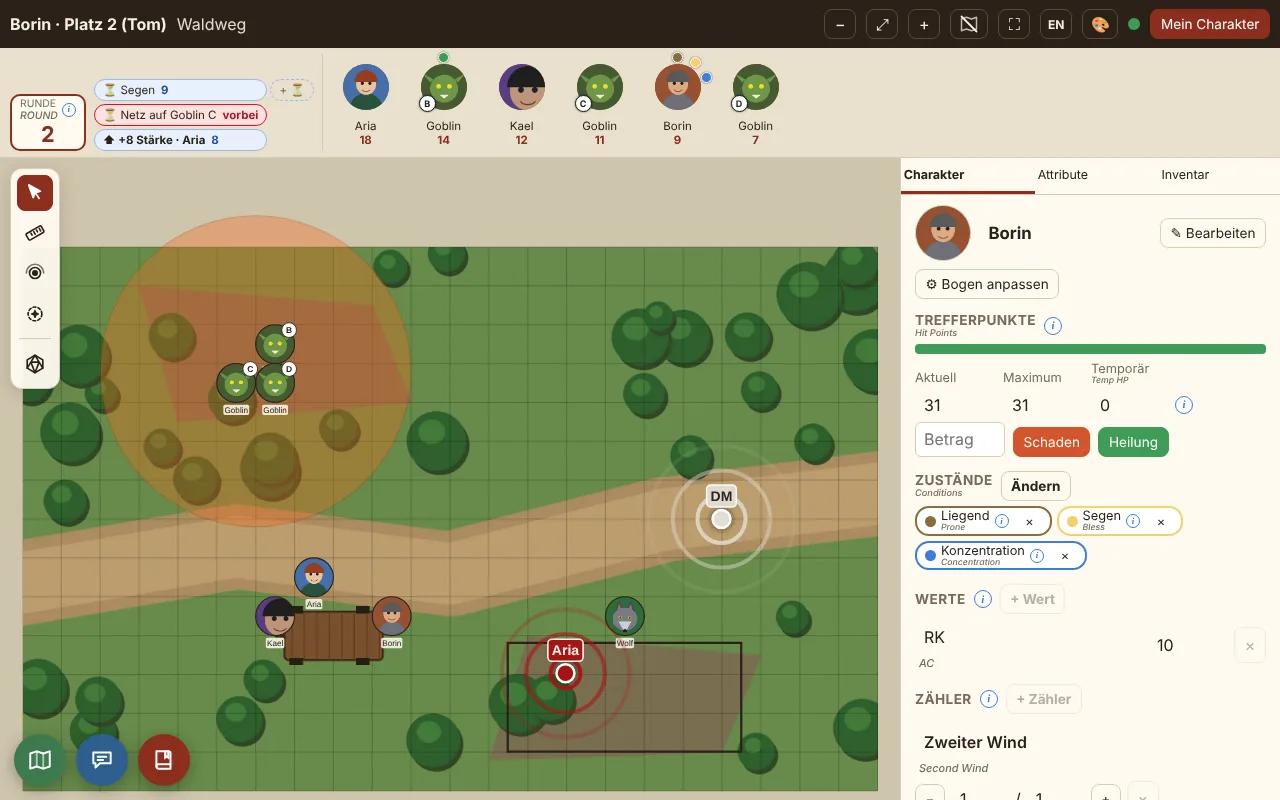 Borin · Platz 2 (Tom) Waldweg
− + EN Mein Charakter
RUNDE
ROUND
i
2
Segen 9
Netz auf Goblin C vorbei
+8 Stärke · Aria 8
+
Aria
18
B
Goblin
14
Kael
12
C
Goblin
11
Borin
9
D
Goblin
7
B
C
D
Goblin Goblin
DM
Aria
Kael
Borin
Wolf
Aria
Charakter Attribute Inventar
Borin
✎ Bearbeiten
⚙ Bogen anpassen
TREFFERPUNKTE i
Hit Points
Aktuell Maximum Temporär
Temp HP
31 31 0 i
Betrag Schaden Heilung
ZUSTÄNDE Ändern
Conditions
Liegend i ×
Prone
Segen i ×
Bless
Konzentration i ×
Concentration
WERTE i + Wert
RK 10 ×
AC
ZÄHLER i + Zähler
Zweiter Wind
Second Wind
− 1 / 1 + ×